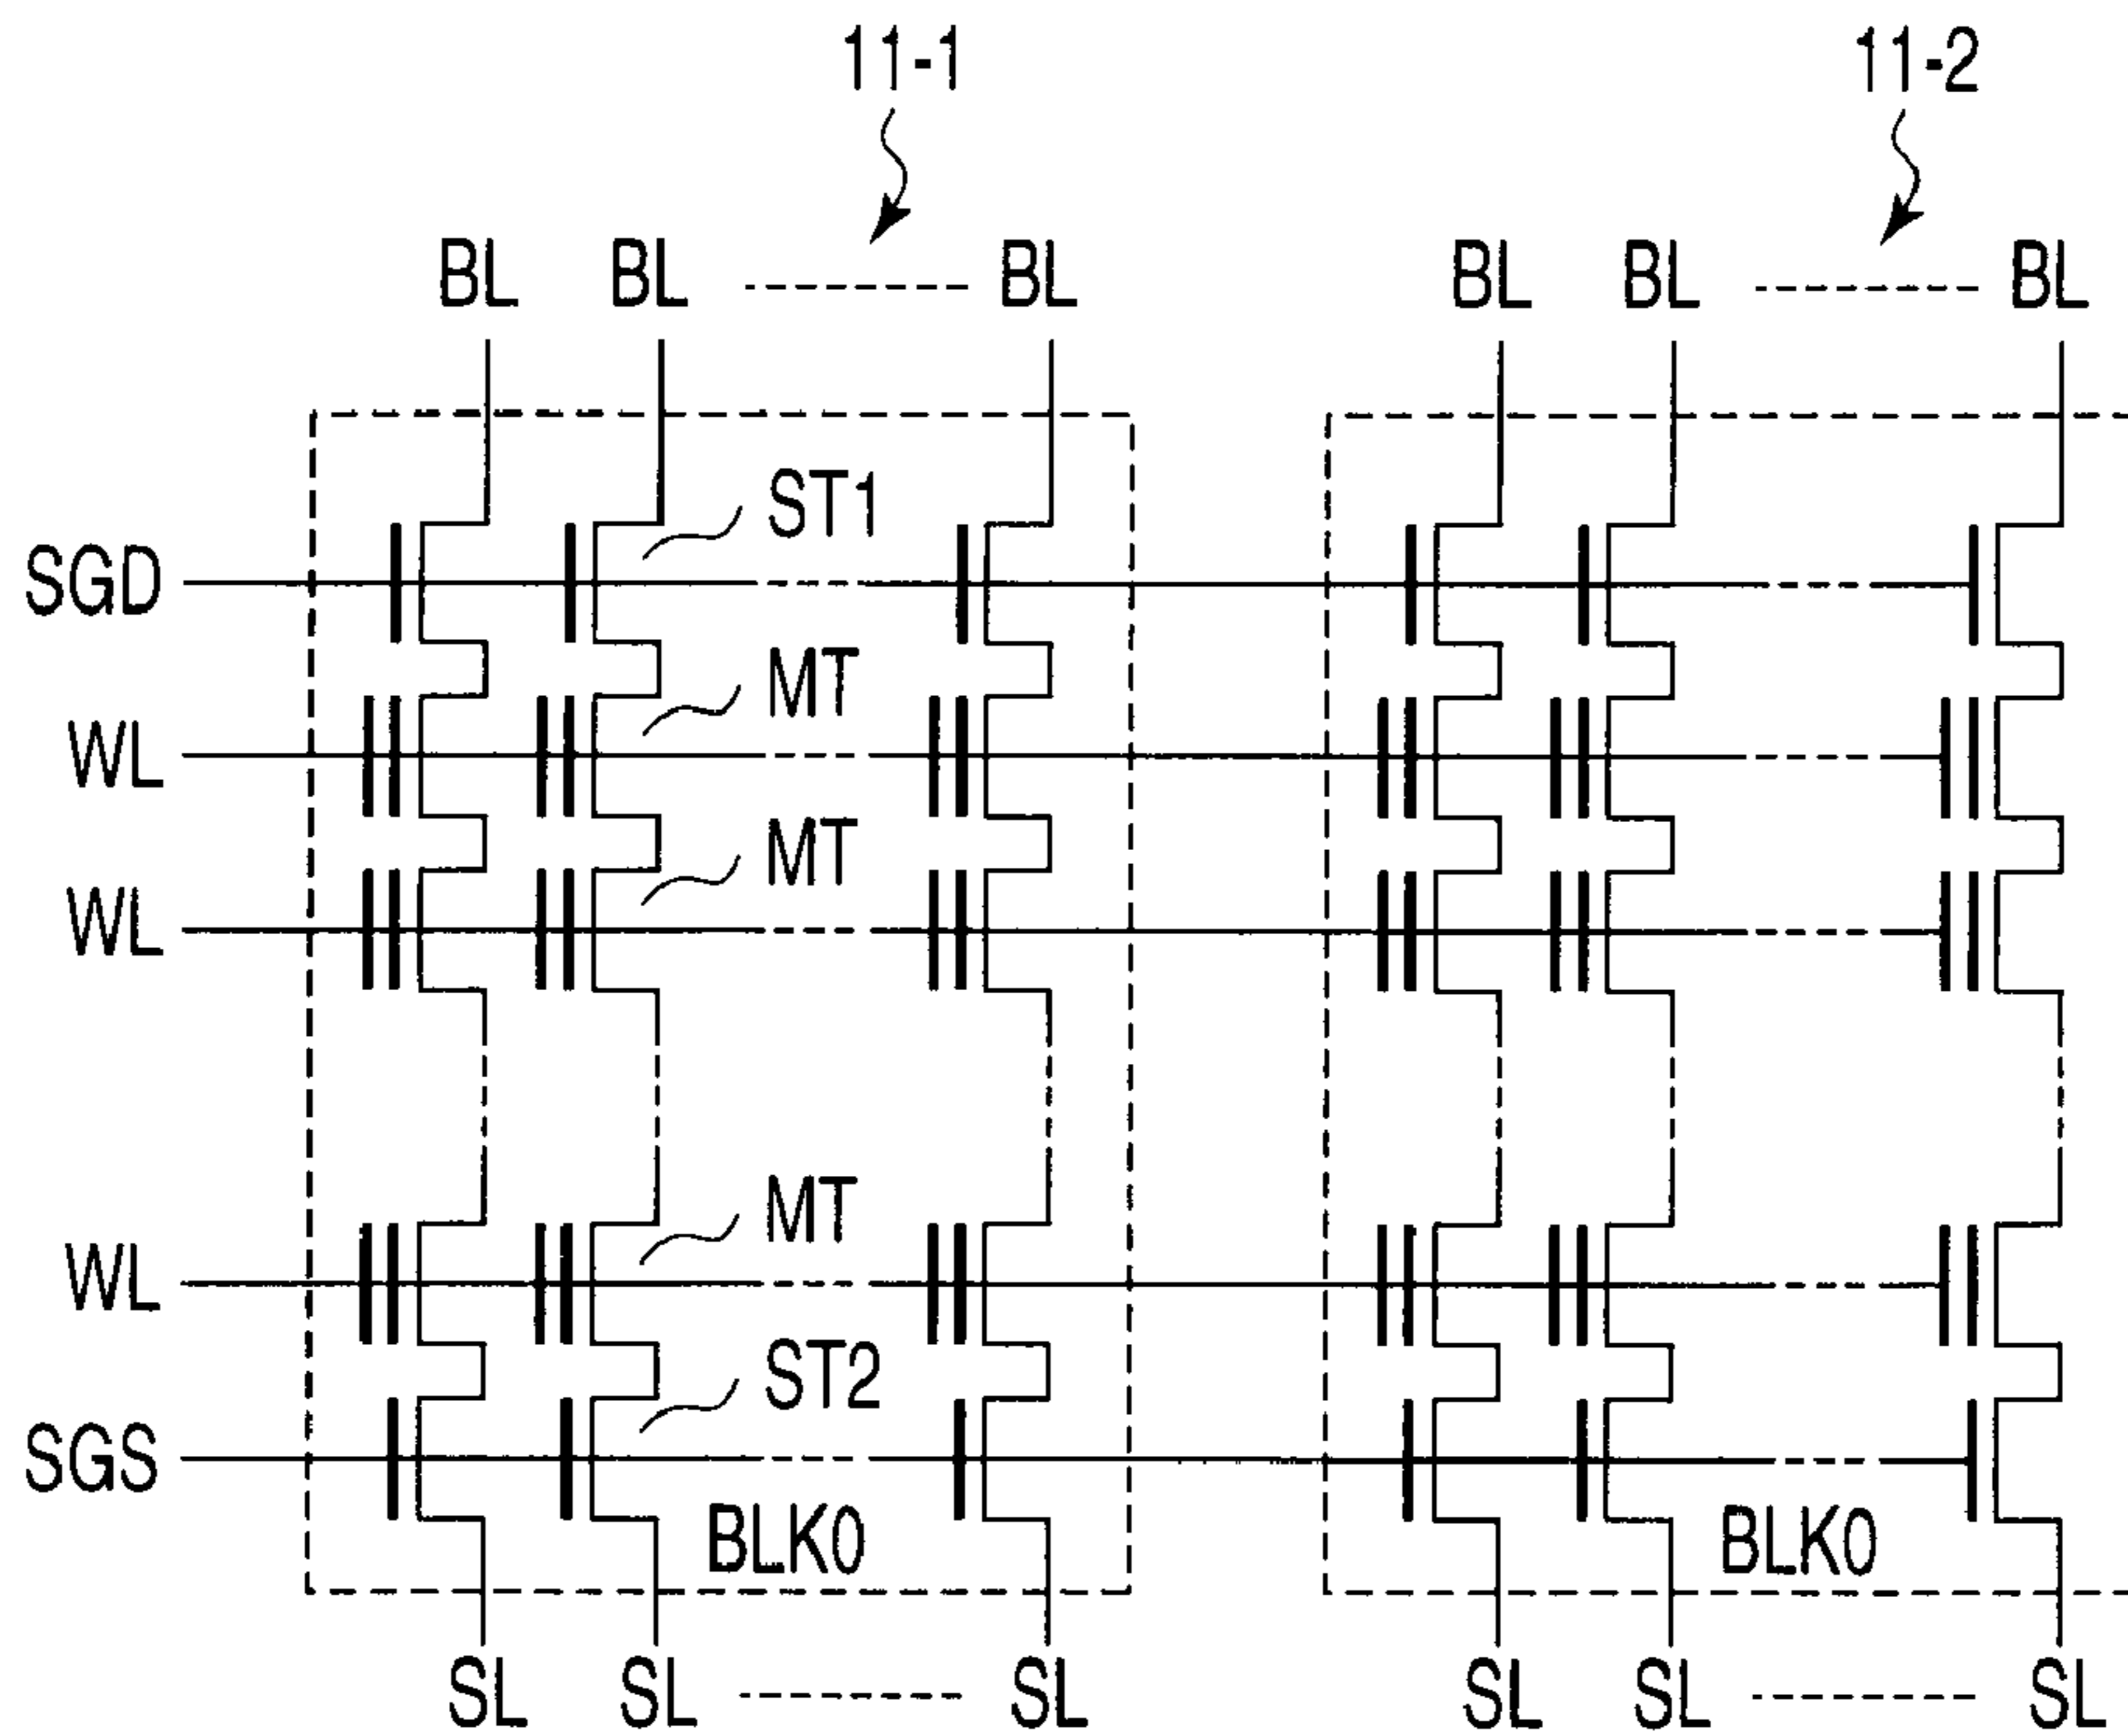 11-1 11-2
BL BL BL BL BL BL
ST1
SGD
MT
WL
MT
WL
MT
WL
ST2
SGS
BLK0 BLK0
SL SL SL SL SL SL